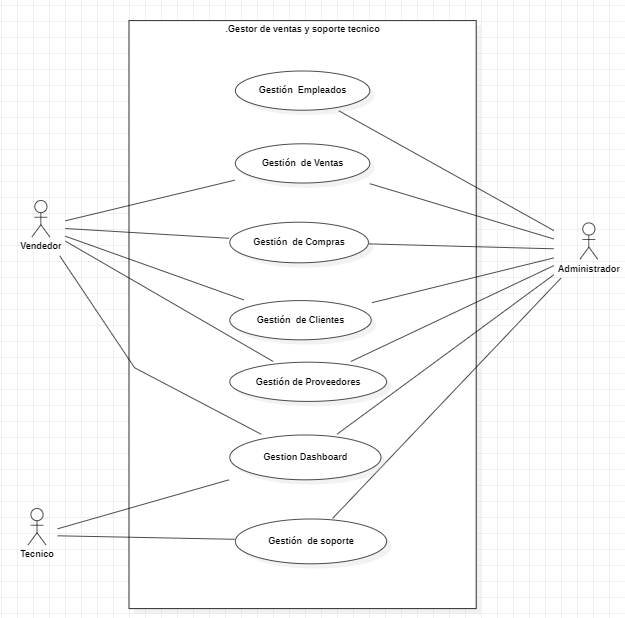 .Gestor de ventas y soporte tecnico
Gestión Empleados
Gestión de Ventas
Vendedor
Gestión de Compras
Administrador
Gestión de Clientes
Gestión de Proveedores
Gestion Dashboard
Gestión de soporte
Tecnico